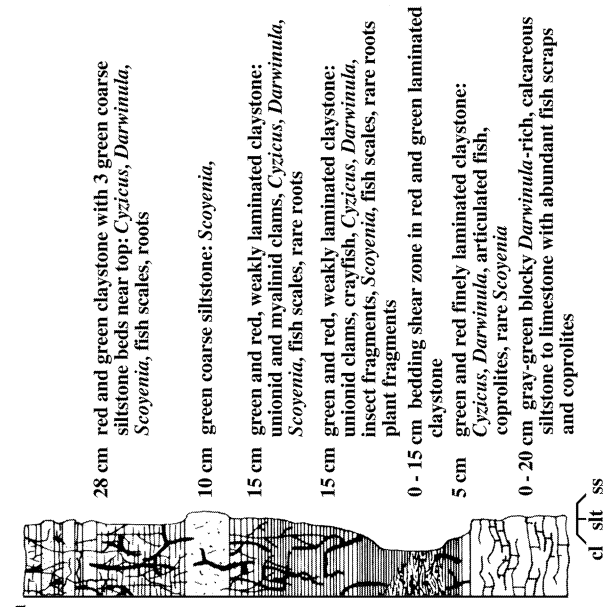 28 cm red and green claystone with 3 green coarse
siltstone beds near top: Cyzicus, Darwinula,
Scoyenia, fish scales, roots
10 cm green coarse siltstone: Scoyenia,
15 cm green and red, weakly laminated claystone:
unionid and myalinid clams, Cyzicus, Darwinula,
Scoyenia, fish scales, rare roots
15 cm green and red, weakly laminated claystone:
unionid clams, crayfish, Cyzicus, Darwinula,
insect fragments, Scoyenia, fish scales, rare roots
plant fragments
0 - 15 cm bedding shear zone in red and green laminated
claystone
5 cm green and red finely laminated claystone:
Cyzicus, Darwinula, articulated fish,
coprolites, rare Scoyenia
0 - 20 cm gray-green blocky Darwinula-rich, calcareous
siltstone to limestone with abundant fish scraps
and coprolites
cl slt ss